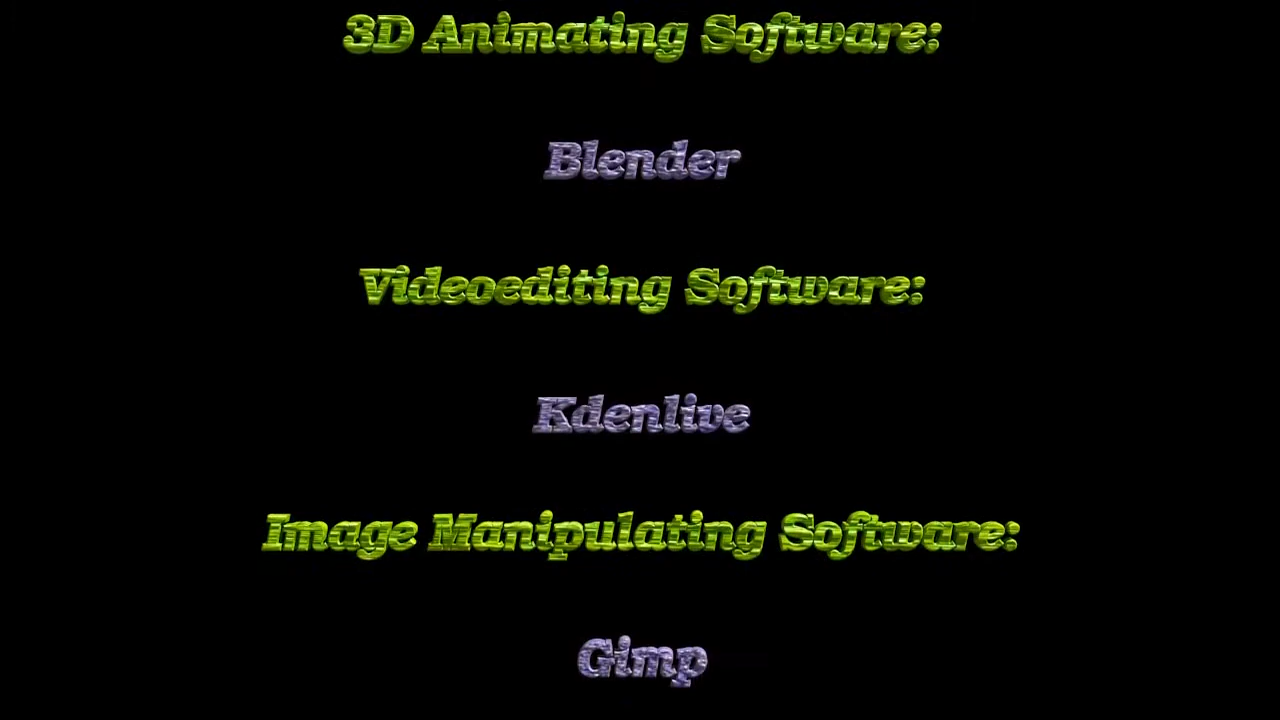 3D Animating Software:
Blender
Videoediting Software:
Kdenlive
Image Manipulating Software:
Gimp